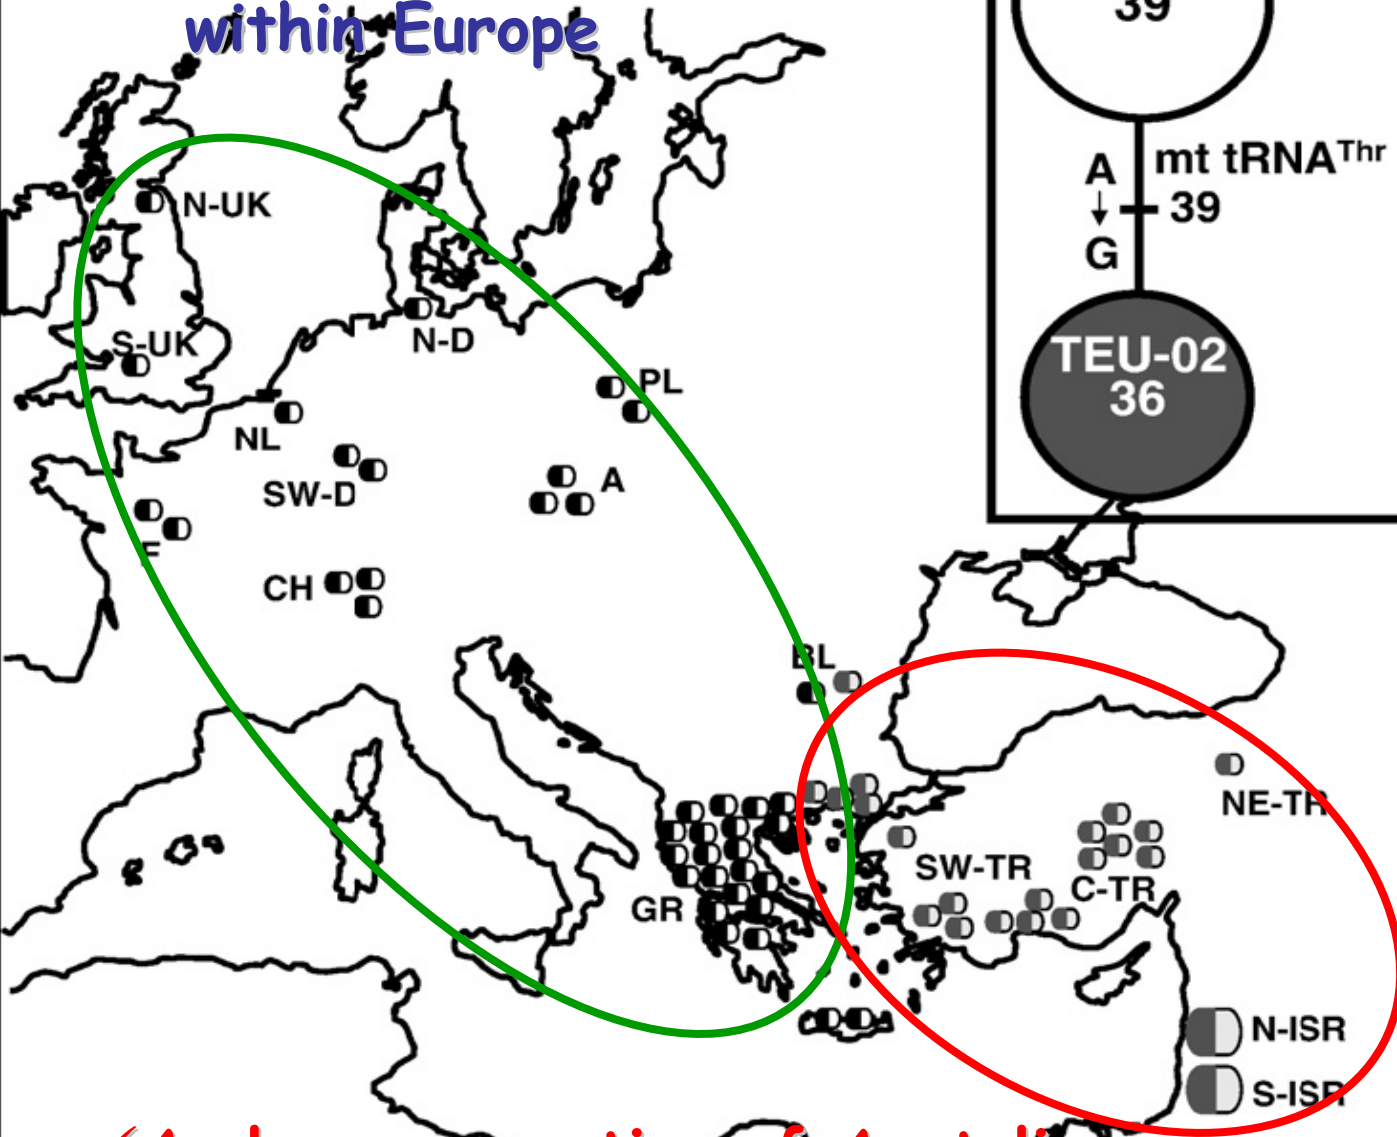 within Europe
39
mt tRNAThr
A
39
G
TEU-02
36
N-UK
S-UK
N-D
PL
NL
SW-D
A
F
CH
BL
NE-TR
SW-TR
C-TR
GR
N-ISR
S-ISR